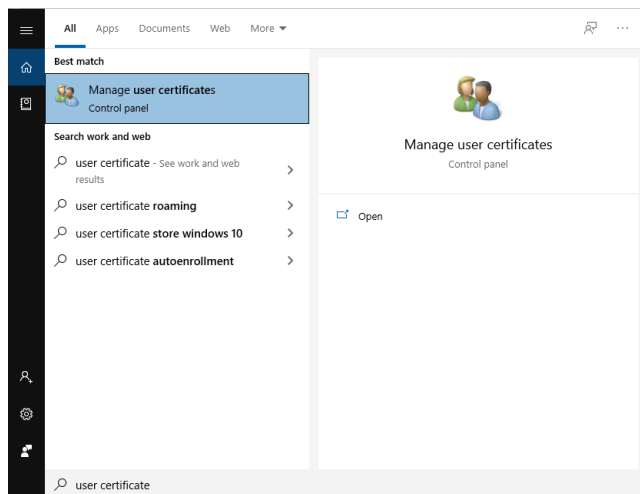 All Apps Documents Web More
Best match
Manage user certificates
Control panel
Search work and web
user certificate - See work and web
results
user certificate roaming
user certificate store windows 10
user certificate autoenrollment
Manage user certificates
Control panel
Open
user certificate